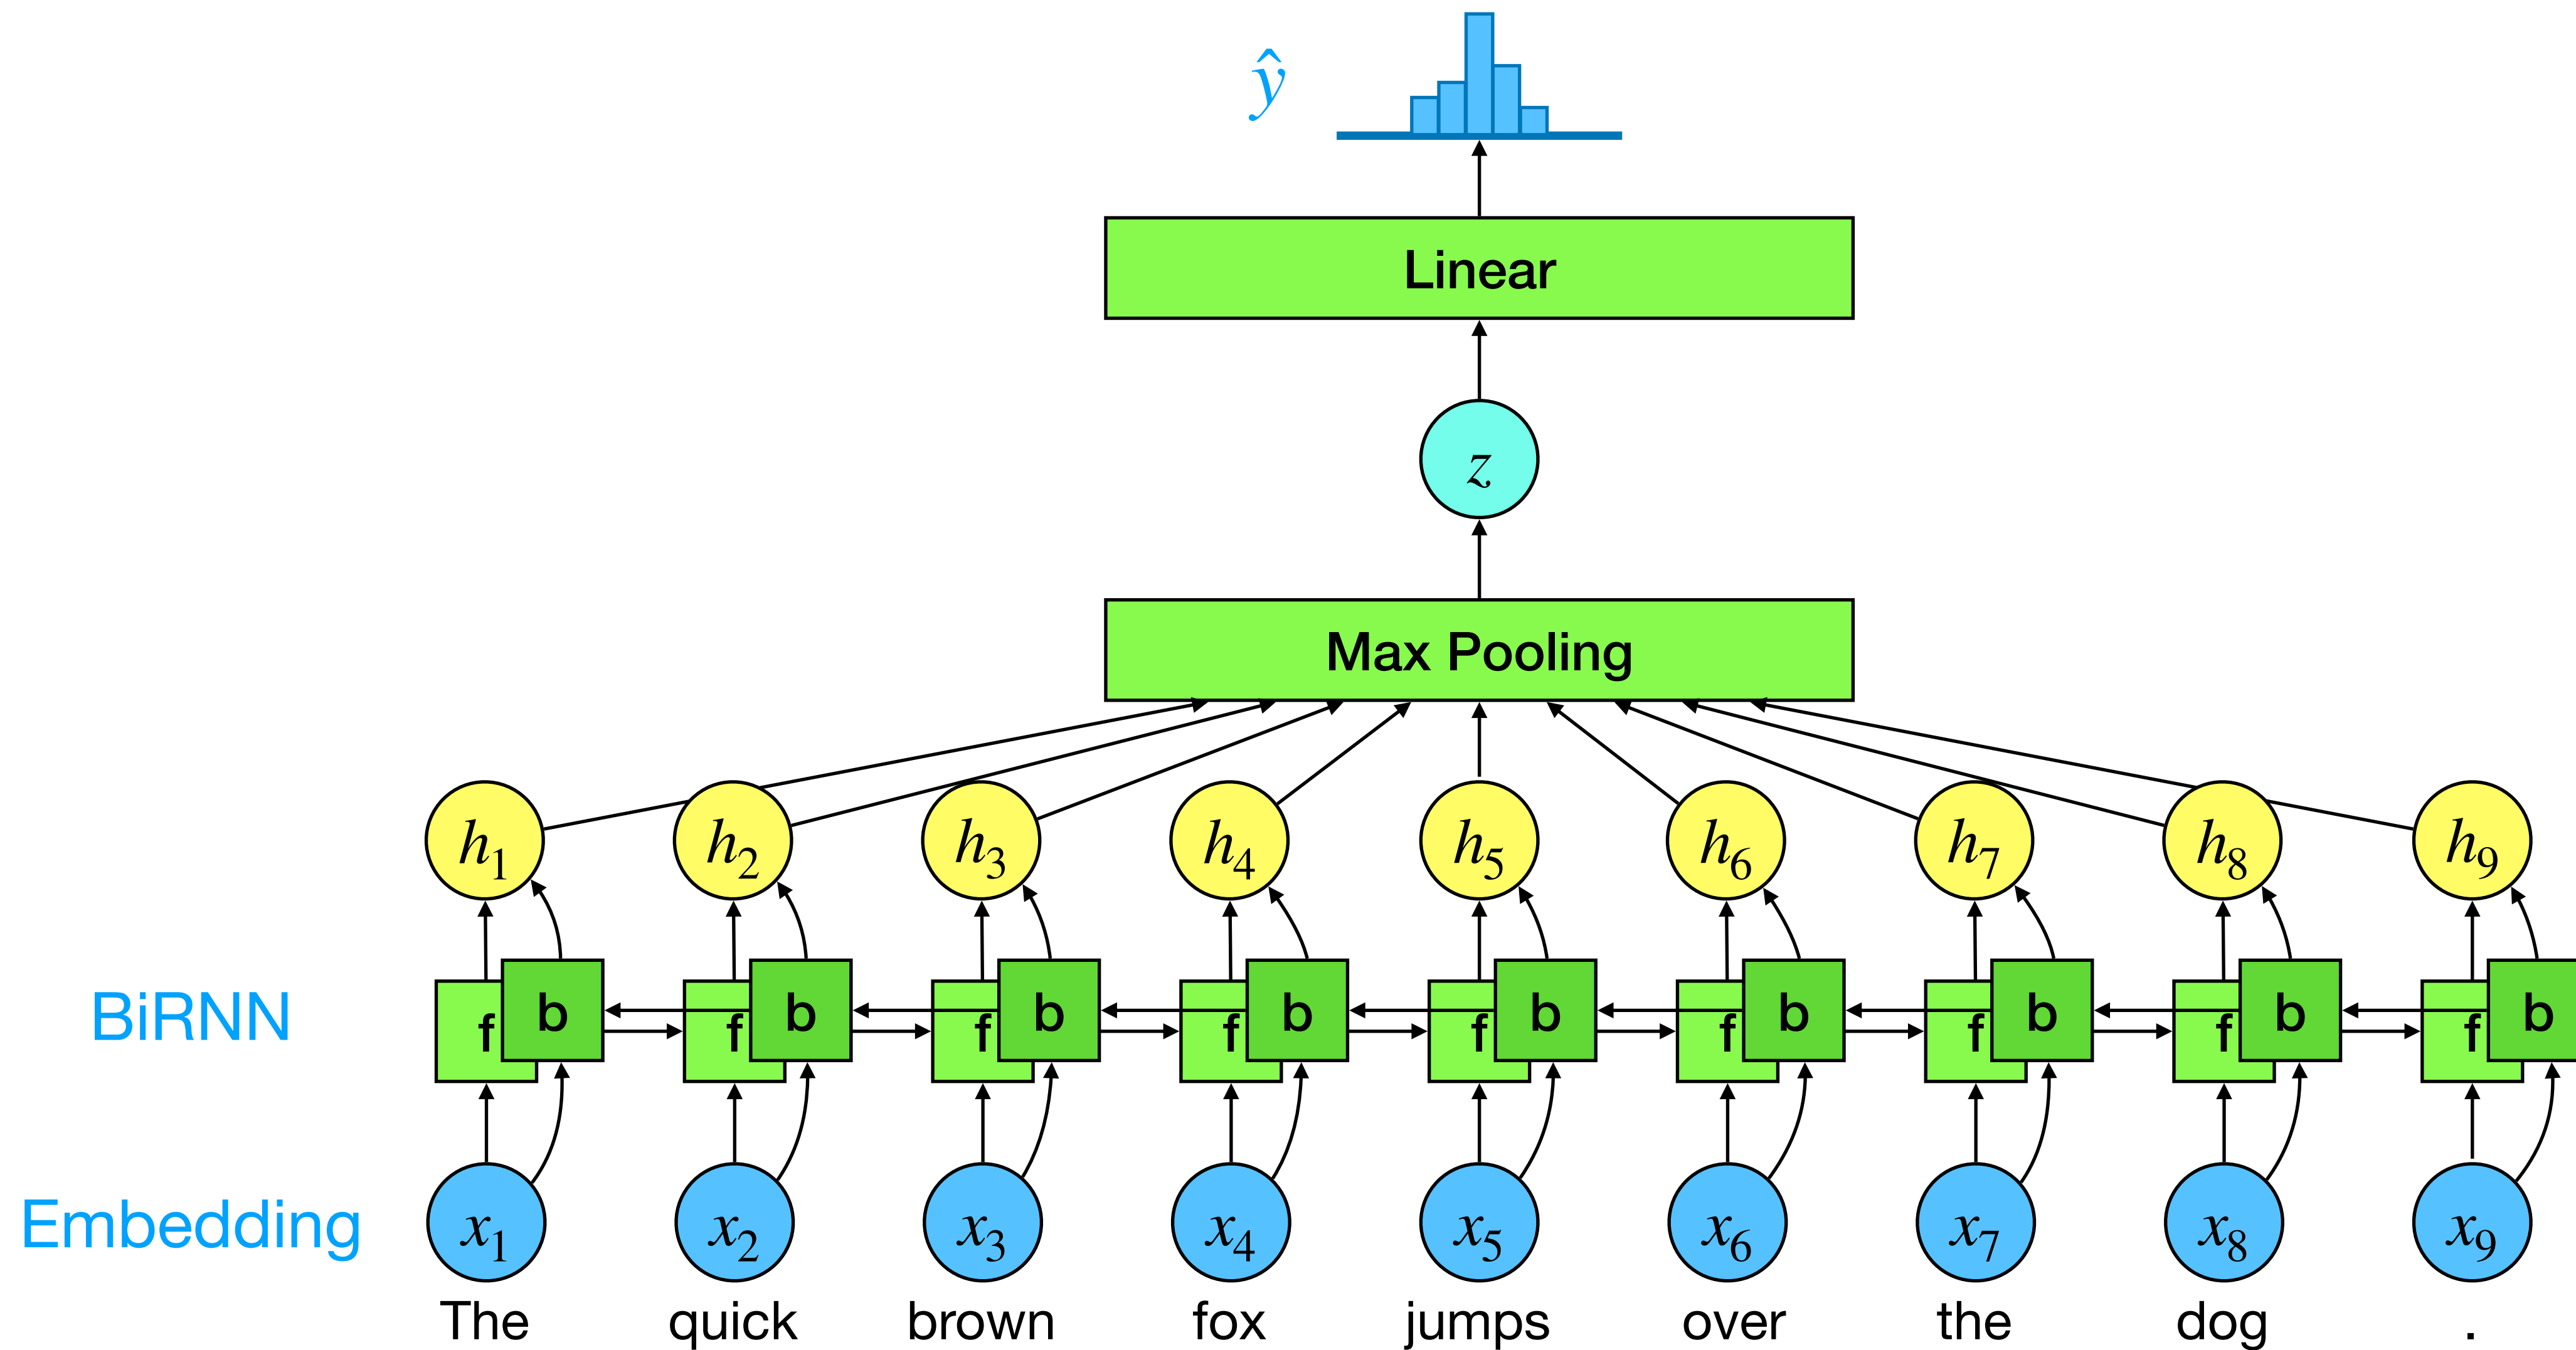 ŷ
Linear
z
Max Pooling
h₁ h₂ h₃ h₄ h₅ h₆ h₇ h₈ h₉
BiRNN f b f b f b f b f b f b f b f b f b
Embedding x₁ x₂ x₃ x₄ x₅ x₆ x₇ x₈ x₉
The quick brown fox jumps over the dog .